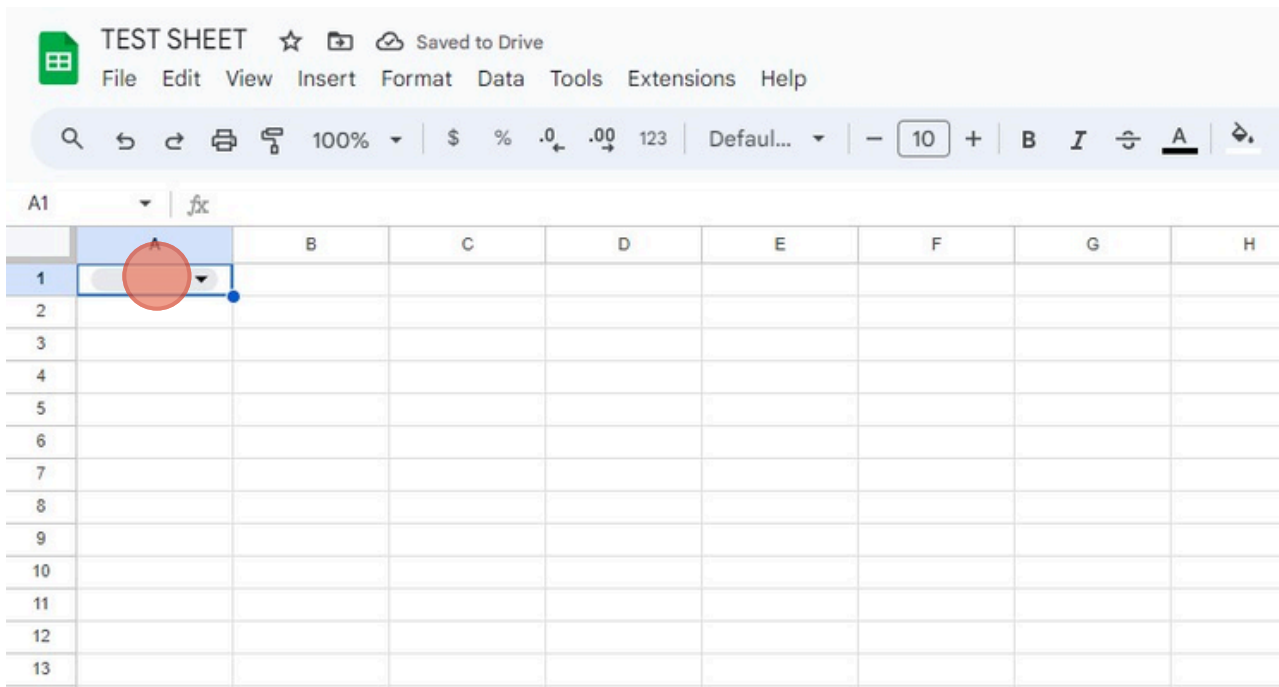 TEST SHEET Saved to Drive
File Edit View Insert Format Data Tools Extensions Help
100% $ % .0 .00 123 Defaul... − 10 + B I A
A1 fx
A B C D E F G H
1
2
3
4
5
6
7
8
9
10
11
12
13